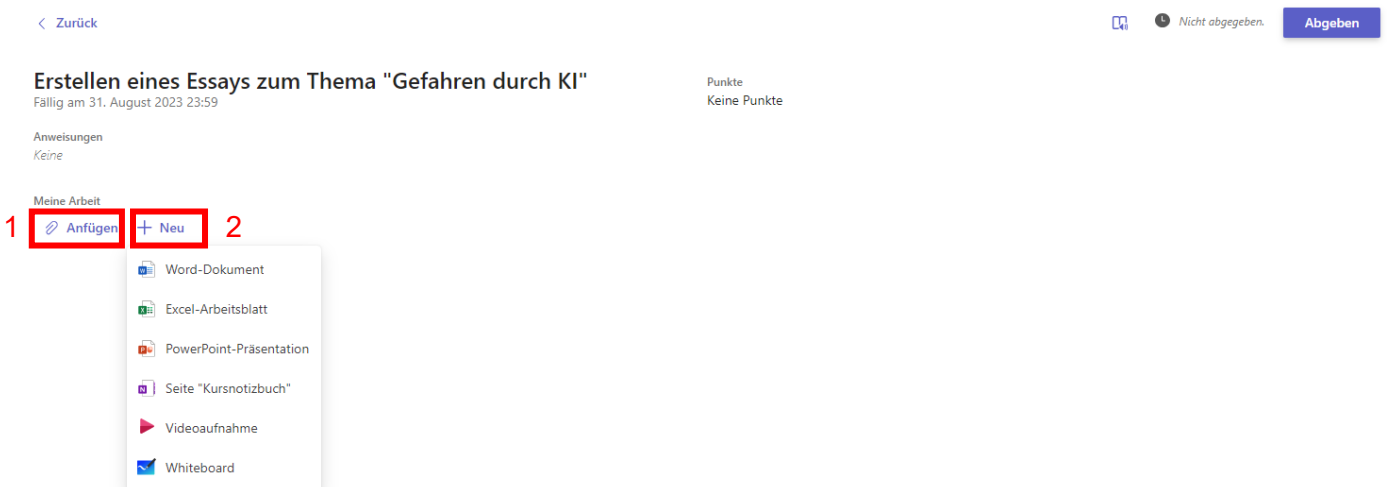 Zurück
Nicht abgegeben.
Abgeben
Erstellen eines Essays zum Thema "Gefahren durch KI"
Fällig am 31. August 2023 23:59
Punkte
Keine Punkte
Anweisungen
Keine
Meine Arbeit
1 Anfügen + Neu 2
Word-Dokument
Excel-Arbeitsblatt
PowerPoint-Präsentation
Seite "Kursnotizbuch"
Videoaufnahme
Whiteboard